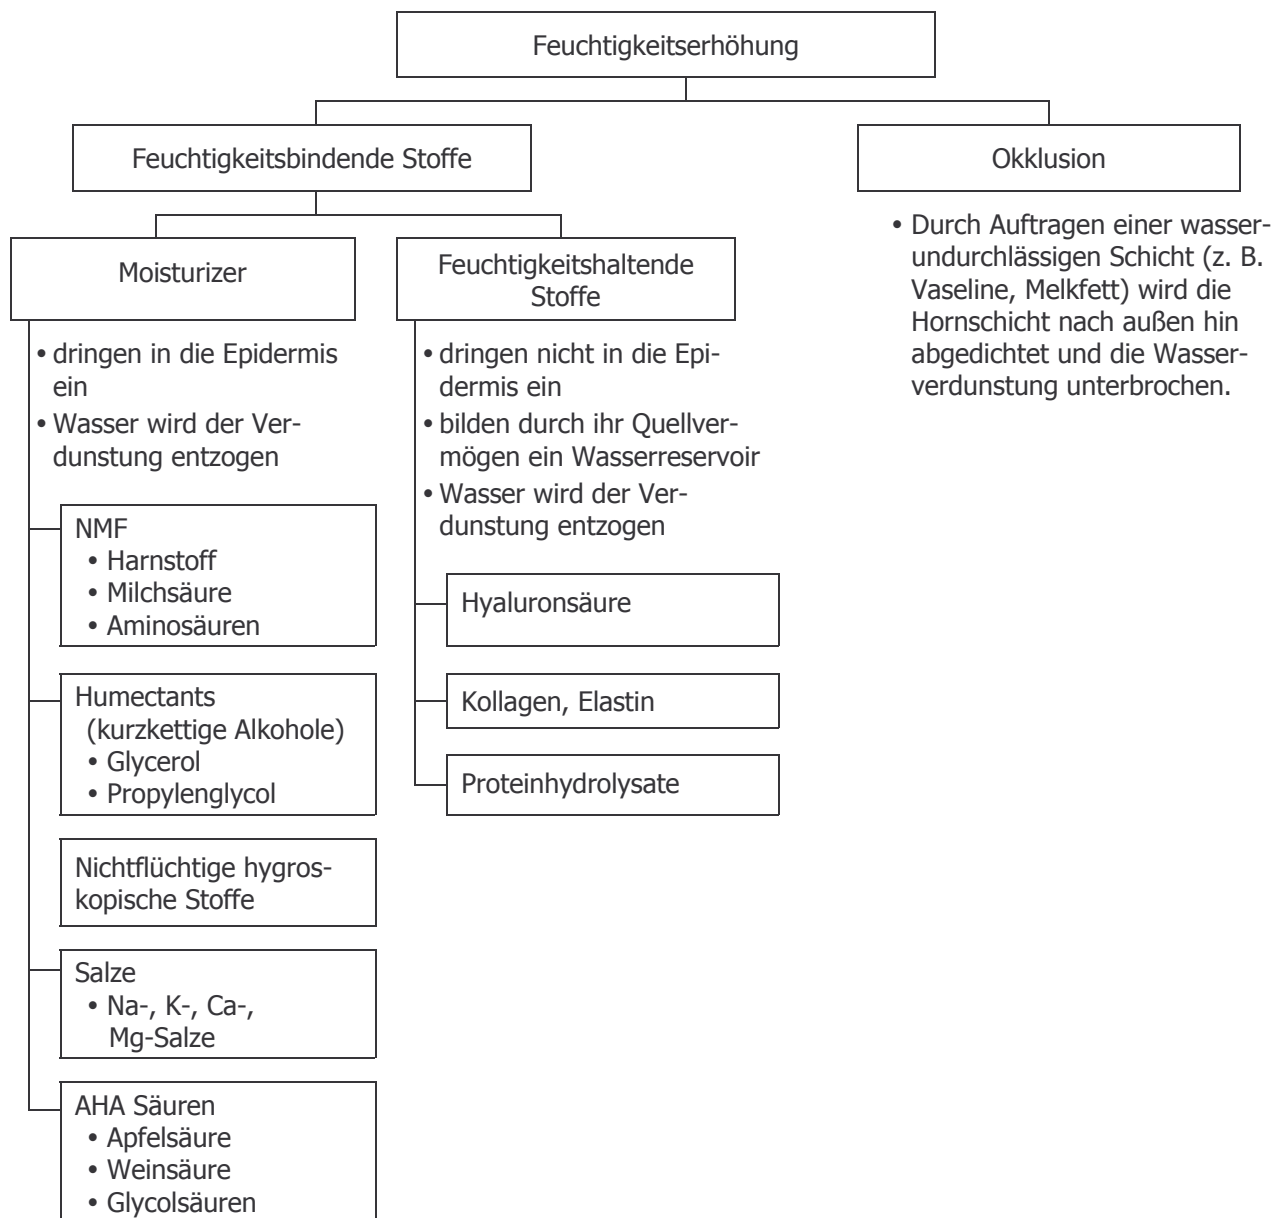 Feuchtigkeitserhöhung
Feuchtigkeitsbindende Stoffe
Okklusion
Moisturizer
Feuchtigkeitshaltende
Stoffe
• Durch Auftragen einer wasser-
undurchlässigen Schicht (z. B.
Vaseline, Melkfett) wird die
Hornschicht nach außen hin
abgedichtet und die Wasser-
verdunstung unterbrochen.
• dringen in die Epidermis
ein
• Wasser wird der Ver-
dunstung entzogen
NMF
• Harnstoff
• Milchsäure
• Aminosäuren
Humectants
(kurzkettige Alkohole)
• Glycerol
• Propylenglycol
Nichtflüchtige hygros-
kopische Stoffe
Salze
• Na-, K-, Ca-,
Mg-Salze
AHA Säuren
• Apfelsäure
• Weinsäure
• Glycolsäuren
• dringen nicht in die Epi-
dermis ein
• bilden durch ihr Quellver-
mögen ein Wasserreservoir
• Wasser wird der Ver-
dunstung entzogen
Hyaluronsäure
Kollagen, Elastin
Proteinhydrolysate